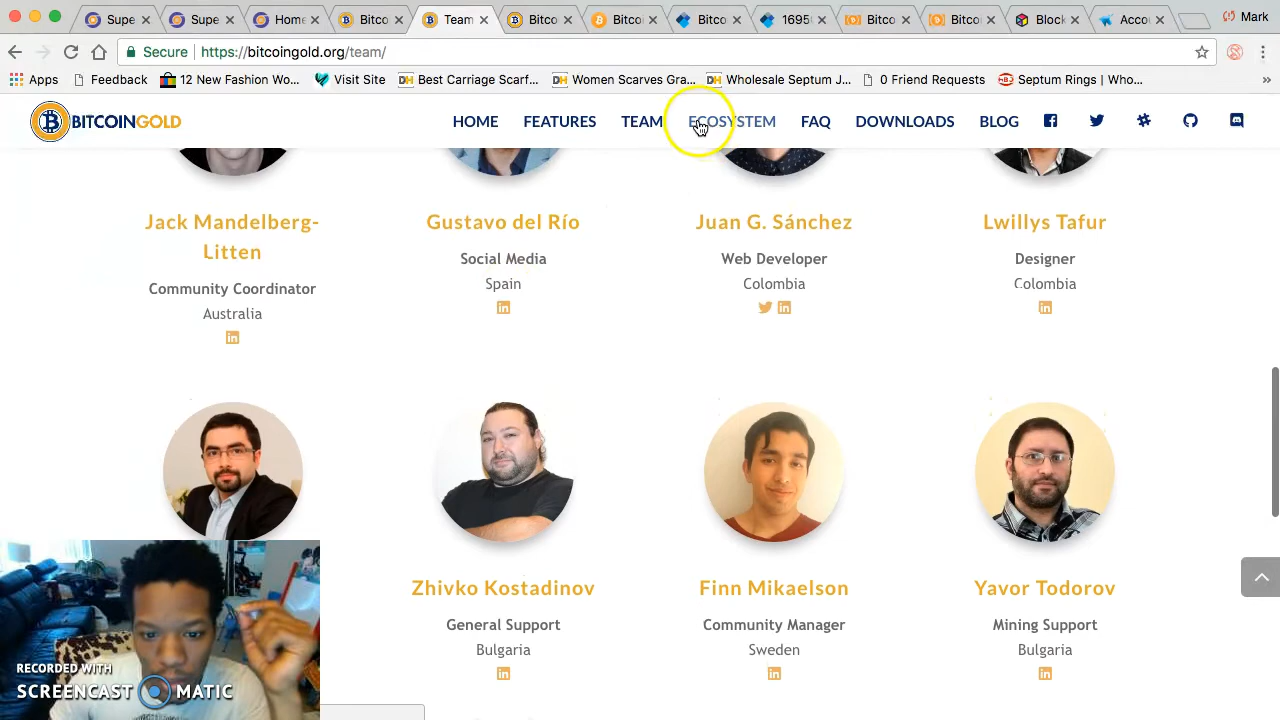 Supe
Supe
Home
Bitco
Team
Bitco
Bitco
Bitco
1695
Bitco
Bitco
Block
Acco
Mark
Secure
https://bitcoingold.org/team/
Apps
Feedback
12 New Fashion Wo...
Visit Site
Best Carriage Scarf...
Women Scarves Gra...
Wholesale Septum J...
0 Friend Requests
Septum Rings | Who...
»
BITCOINGOLD
HOME
FEATURES
TEAM
ECOSYSTEM
FAQ
DOWNLOADS
BLOG
Jack Mandelberg-
Litten
Community Coordinator
Australia
Gustavo del Río
Social Media
Spain
Juan G. Sánchez
Web Developer
Colombia
Lwillys Tafur
Designer
Colombia
Zhivko Kostadinov
General Support
Bulgaria
Finn Mikaelson
Community Manager
Sweden
Yavor Todorov
Mining Support
Bulgaria
RECORDED WITH
SCREENCAST MATIC